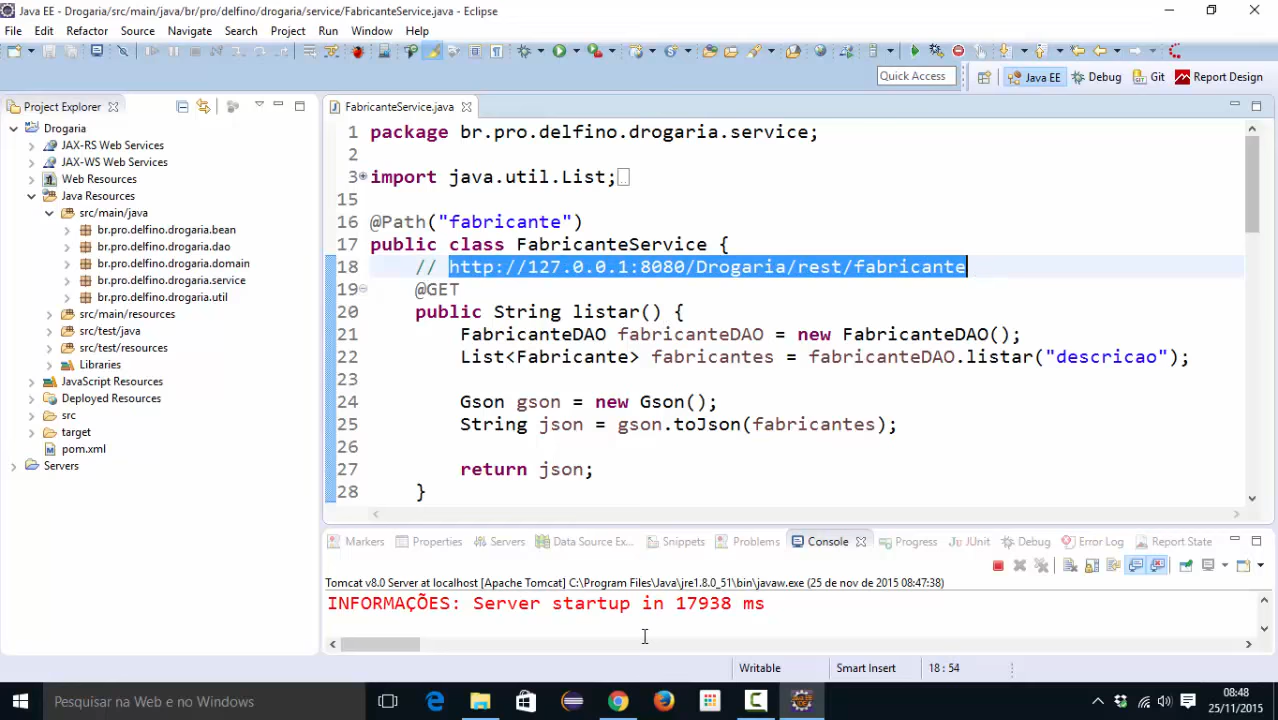 Java EE - Drogaria/src/main/java/br/pro/delfino/drogaria/service/FabricanteService.java - Eclipse
File Edit Refactor Source Navigate Search Project Run Window Help
Quick Access
Java EE Debug Git Report Design
Project Explorer
Drogaria
JAX-RS Web Services
JAX-WS Web Services
Web Resources
Java Resources
src/main/java
br.pro.delfino.drogaria.bean
br.pro.delfino.drogaria.dao
br.pro.delfino.drogaria.domain
br.pro.delfino.drogaria.service
br.pro.delfino.drogaria.util
src/main/resources
src/test/java
src/test/resources
Libraries
JavaScript Resources
Deployed Resources
src
target
pom.xml
Servers
FabricanteService.java
1 package br.pro.delfino.drogaria.service;
2
3 import java.util.List;
15
16 @Path("fabricante")
17 public class FabricanteService {
18 // http://127.0.0.1:8080/Drogaria/rest/fabricante
19 @GET
20 public String listar() {
21 FabricanteDAO fabricanteDAO = new FabricanteDAO();
22 List<Fabricante> fabricantes = fabricanteDAO.listar("descricao");
23
24 Gson gson = new Gson();
25 String json = gson.toJson(fabricantes);
26
27 return json;
28 }
Markers Properties Servers Data Source Ex... Snippets Problems Console Progress JUnit Debug Error Log Report State
Tomcat v8.0 Server at localhost [Apache Tomcat] C:\Program Files\Java\jre1.8.0_51\bin\javaw.exe (25 de nov de 2015 08:47:38)
INFORMAÇÕES: Server startup in 17938 ms
Writable Smart Insert 18 : 54
Pesquisar na Web e no Windows
08:48
25/11/2015